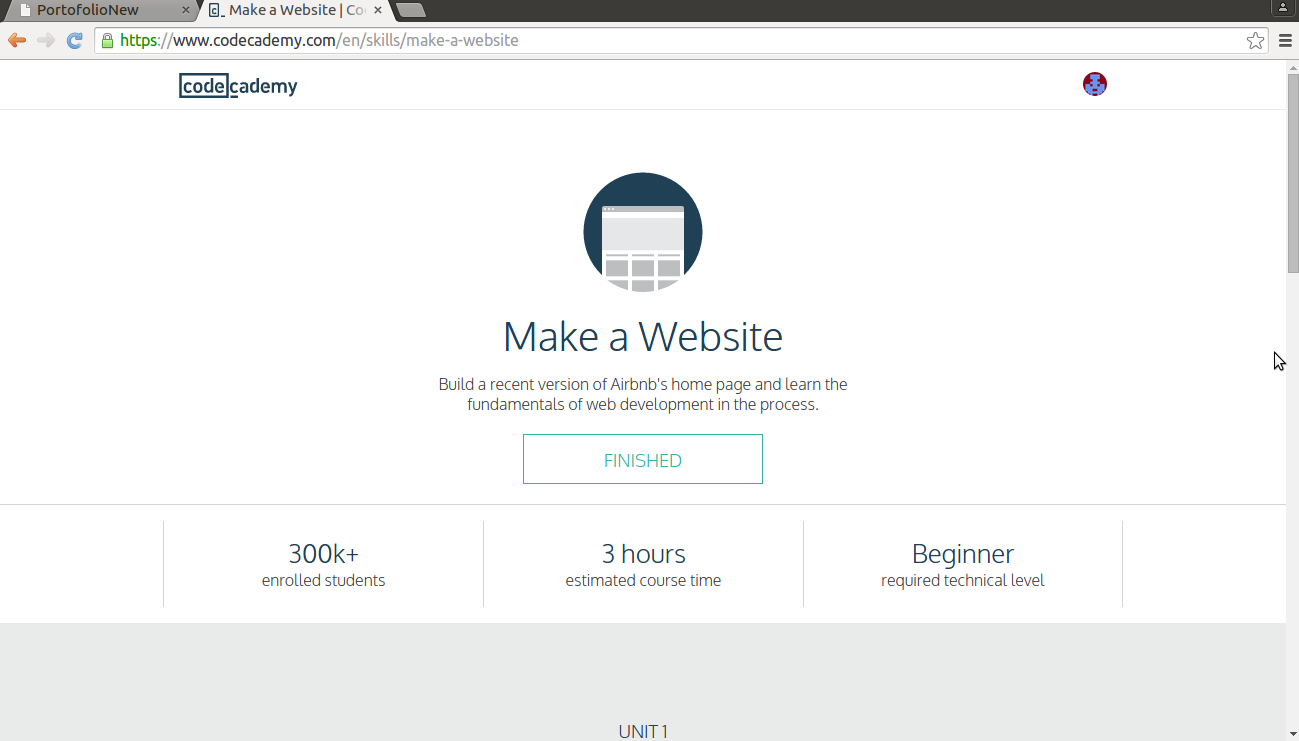 PortofolioNew
Make a Website | Co
https://www.codecademy.com/en/skills/make-a-website
codecademy
Make a Website
Build a recent version of Airbnb's home page and learn the
fundamentals of web development in the process.
FINISHED
300k+
enrolled students
3 hours
estimated course time
Beginner
required technical level
UNIT 1